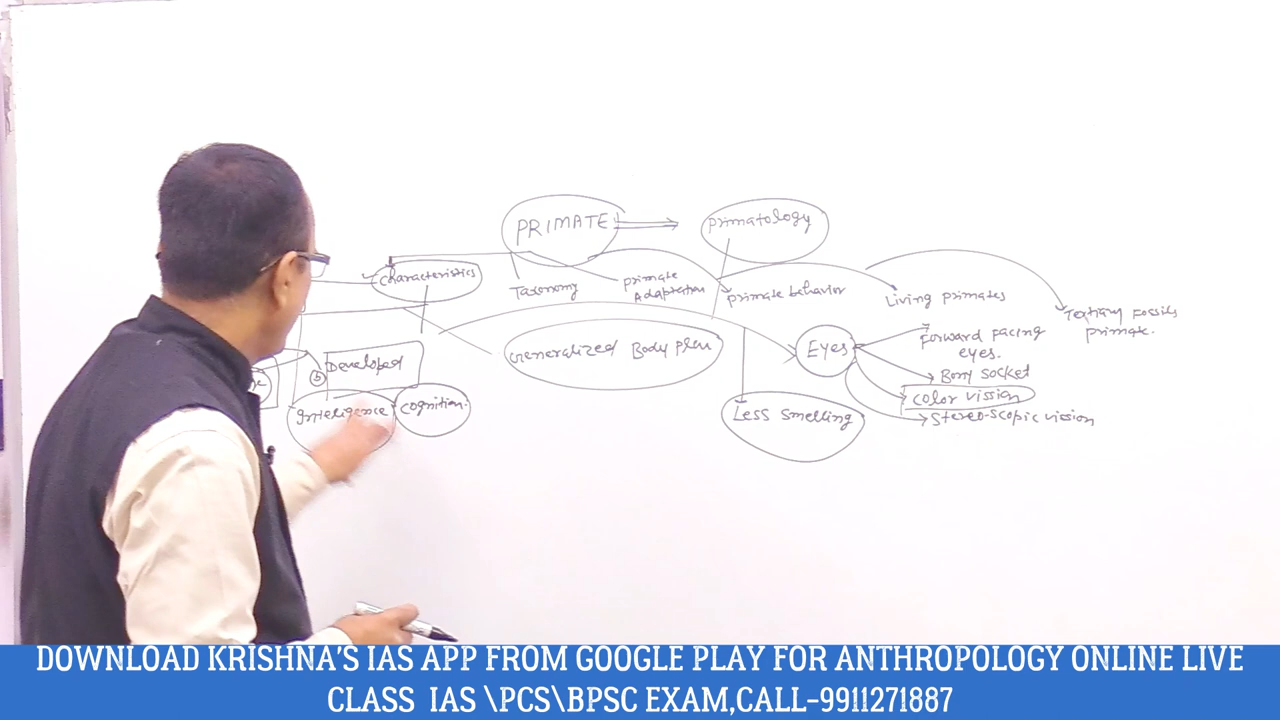 PRIMATE
primatology
characteristics
Taxonomy
primate
Adaptation
primate behavior
Living primates
Tertiary Fossils
primate.
Generalized Body plan
Eyes
Forward Facing
eyes.
Bony socket
color vission
Stereo-scopic vission
Less smelling
5
Developed
Intelligence
cognition.
DOWNLOAD KRISHNA'S IAS APP FROM GOOGLE PLAY FOR ANTHROPOLOGY ONLINE LIVE
CLASS IAS \PCS\BPSC EXAM,CALL-9911271887